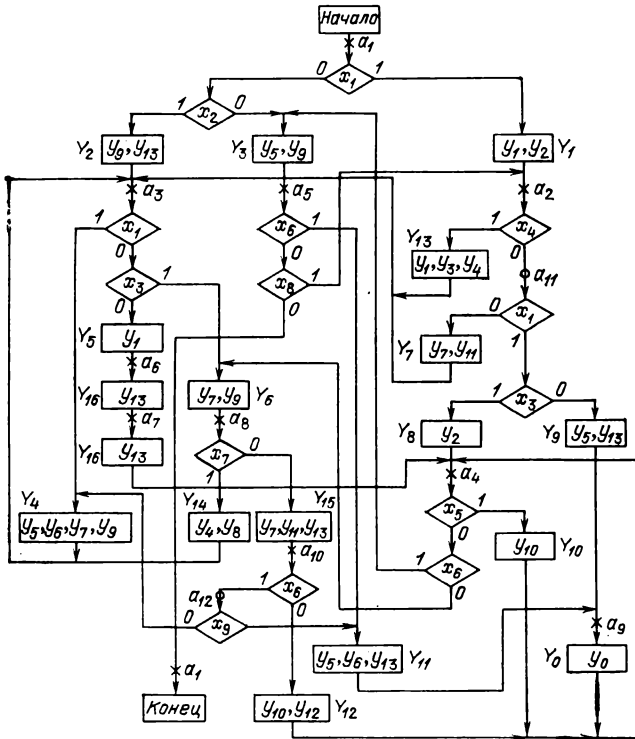 Начало
a₁
0 x₁ 1
1 x₂ 0
Y₂ y₉, y₁₃
Y₃ y₅, y₉
y₁, y₂ Y₁
a₃
a₅
a₂
1 x₁ 0
x₆ 1 0
1 x₄ 0
Y₁₃ y₁, y₃, y₄
x₃ 1 0
x₈ 1 0
a₁₁
0 x₁ 1
Y₅ y₁
Y₇ y₇, y₁₁
a₆
Y₁₆ y₁₃
y₇, y₉ Y₆
x₃ 0 1
a₇
a₈
Y₈ y₂
Y₉ y₅, y₁₃
Y₁₆ y₁₃
x₇ 0 1
a₄
Y₄ y₅, y₆, y₇, y₉
Y₁₄ y₄, y₈
Y₁₅ y₇, y₁₁, y₁₃
x₅ 1 0
y₁₀ Y₁₀
a₁₀
1 x₆ 0
1 x₆ 0
a₁₂
0 x₉ 1
a₉
y₅, y₆, y₁₃ Y₁₁
Y₀ y₀
a₁
Конец
y₁₀, y₁₂ Y₁₂